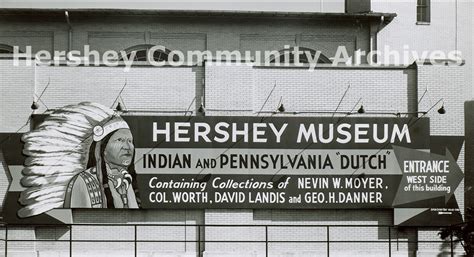 Hershey Community Archives
HERSHEY MUSEUM
INDIAN AND PENNSYLVANIA "DUTCH"
Containing Collections of NEVIN W. MOYER,
COL. WORTH, DAVID LANDIS and GEO. H. DANNER
ENTRANCE
WEST SIDE
of this building